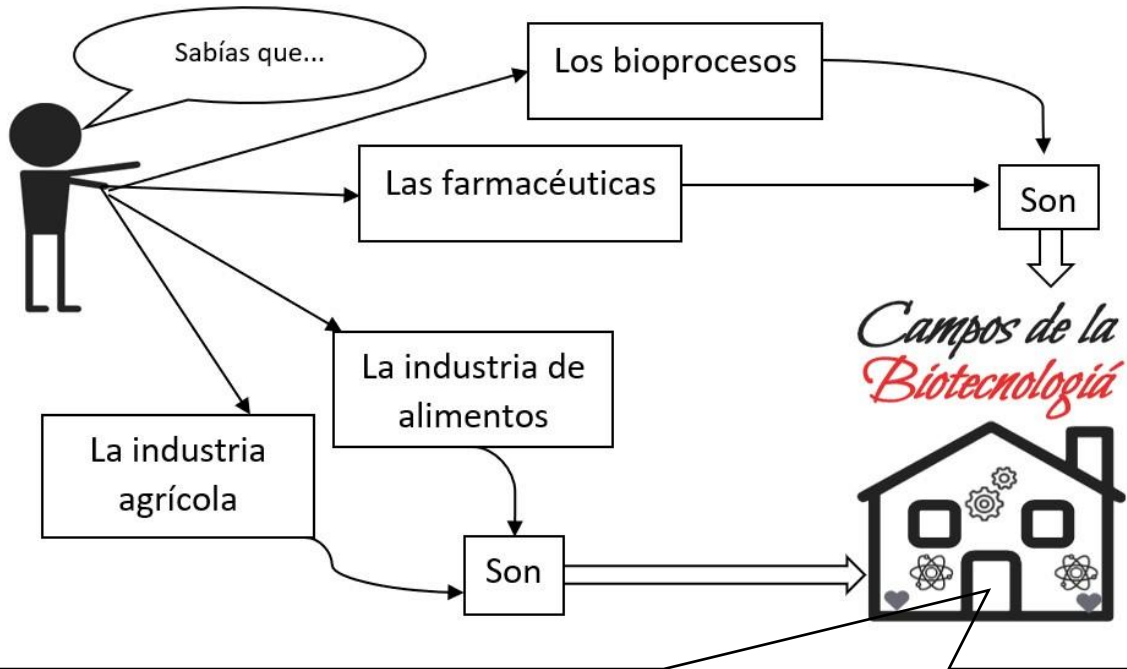 Sabías que...
Los bioprocesos
Las farmacéuticas
Son
Campos de la
Biotecnologiá
La industria de
alimentos
La industria
agrícola
Son